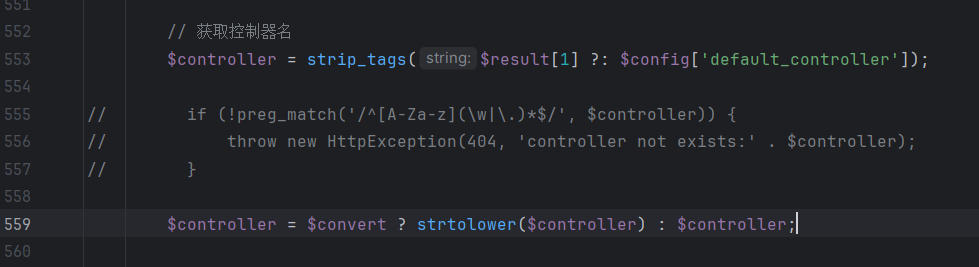 551
552 // 获取控制器名
553 $controller = strip_tags( string: $result[1] ?: $config['default_controller']);
554
555 // if (!preg_match('/^[A-Za-z](\w|\.)*$/', $controller)) {
556 // throw new HttpException(404, 'controller not exists:' . $controller);
557 // }
558
559 $controller = $convert ? strtolower($controller) : $controller;
560